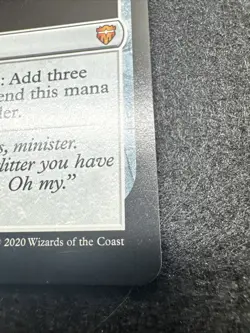 : Add three
end this mana
der.
s, minister.
litter you have
Oh my."
2020 Wizards of the Coast